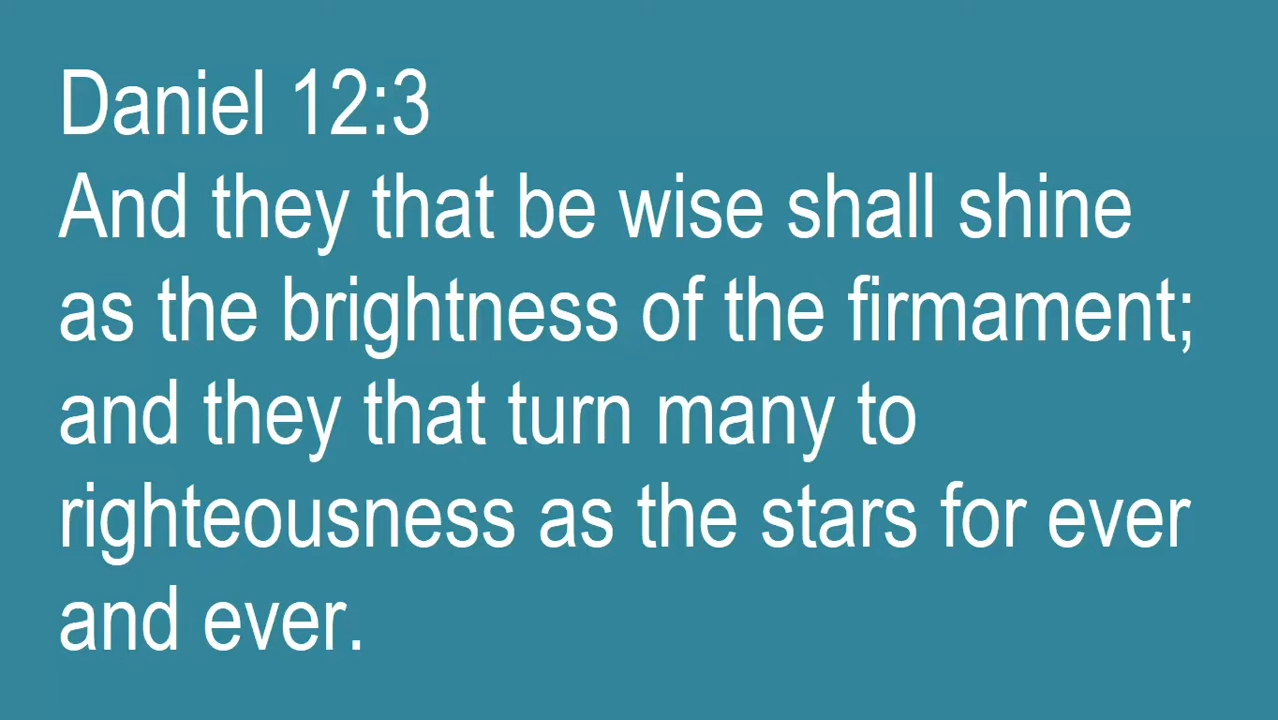 Daniel 12:3
And they that be wise shall shine
as the brightness of the firmament;
and they that turn many to
righteousness as the stars for ever
and ever.